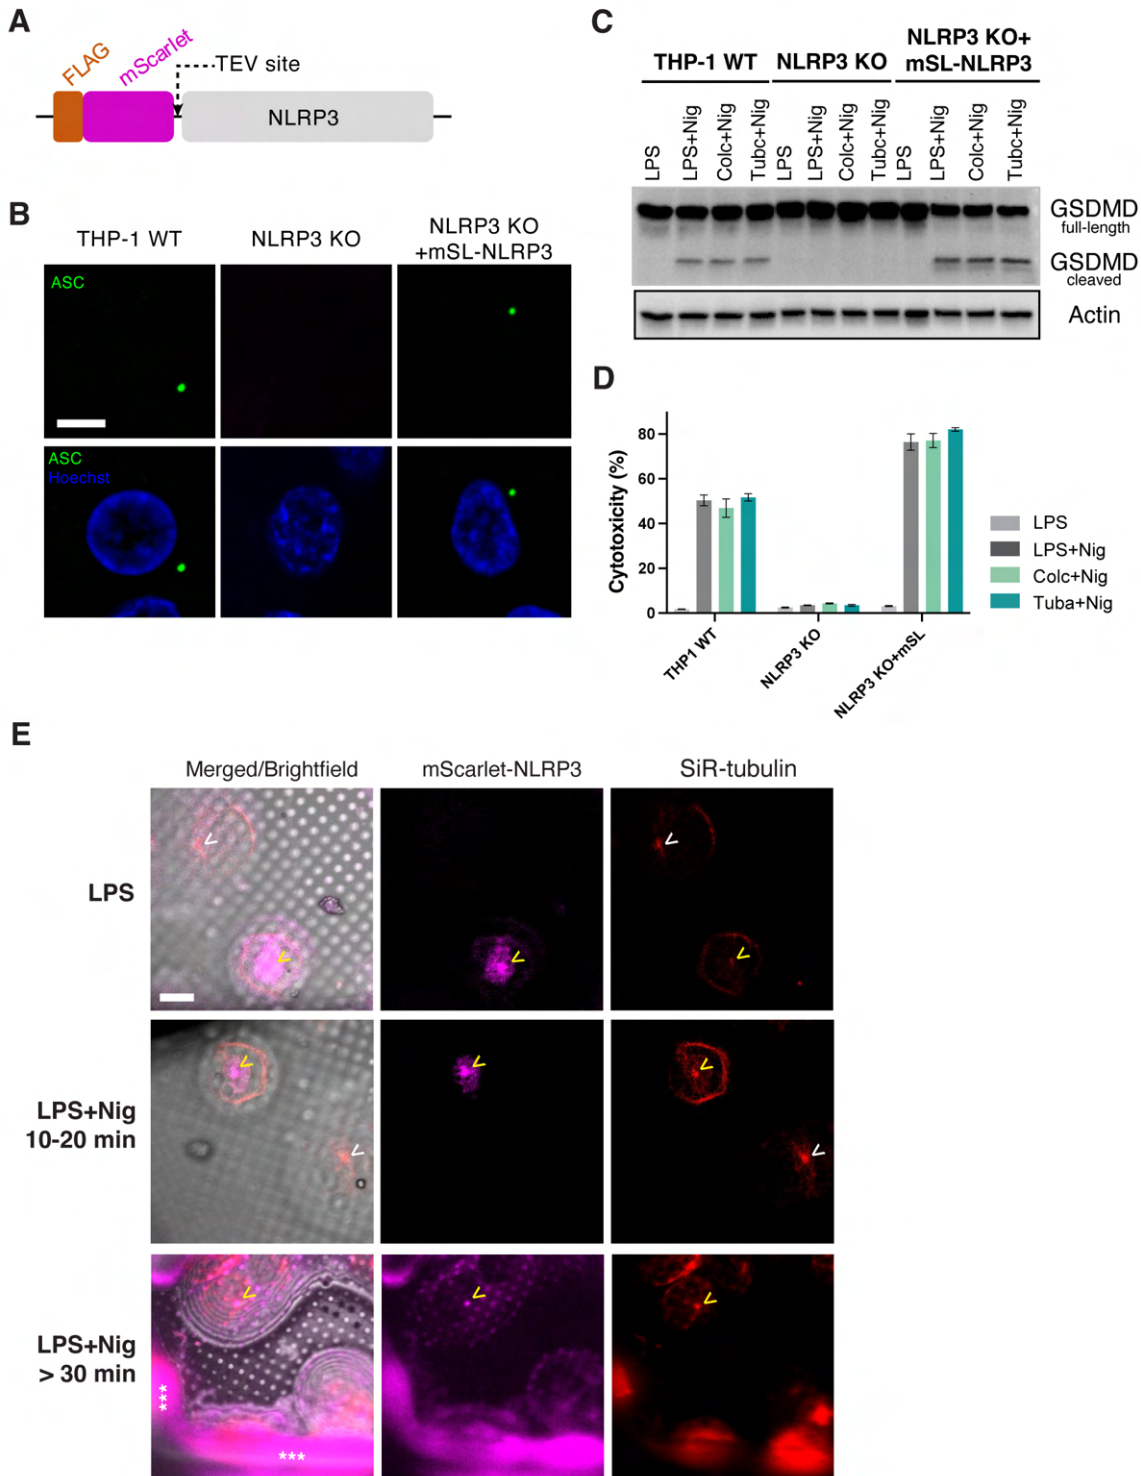 A
FLAG
mScarlet
TEV site
NLRP3
B
THP-1 WT
NLRP3 KO
NLRP3 KO
+mSL-NLRP3
ASC
ASC
Hoechst
C
THP-1 WT
NLRP3 KO
NLRP3 KO+
mSL-NLRP3
LPS
LPS+Nig
Colc+Nig
Tubc+Nig
LPS
LPS+Nig
Colc+Nig
Tubc+Nig
LPS
LPS+Nig
Colc+Nig
Tubc+Nig
GSDMD
full-length
GSDMD
cleaved
Actin
D
Cytotoxicity (%)
80
60
40
20
0
THP1 WT
NLRP3 KO
NLRP3 KO+mSL
LPS
LPS+Nig
Colc+Nig
Tuba+Nig
E
Merged/Brightfield
mScarlet-NLRP3
SiR-tubulin
LPS
LPS+Nig
10-20 min
LPS+Nig
> 30 min
***
***